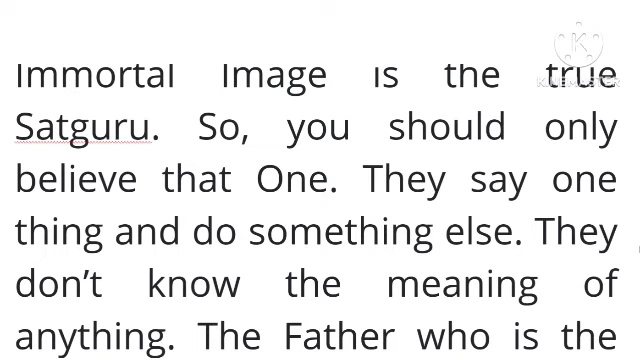 Immortal Image is the true
Satguru. So, you should only
believe that One. They say one
thing and do something else. They
don’t know the meaning of
anything. The Father who is the
KINEMASTER